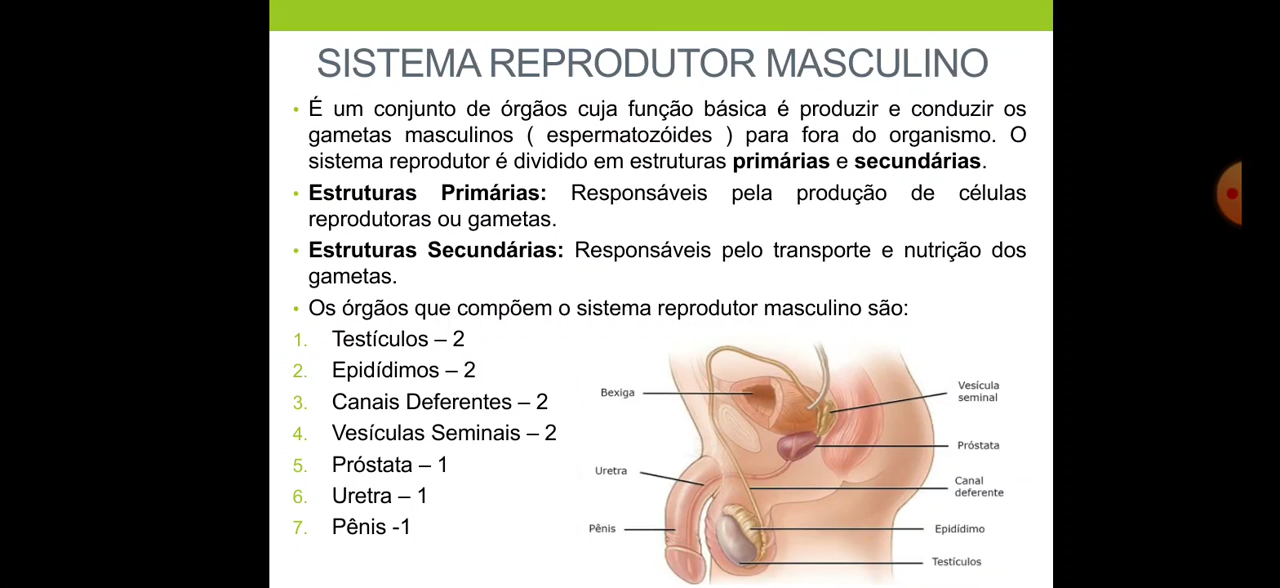 SISTEMA REPRODUTOR MASCULINO
• É um conjunto de órgãos cuja função básica é produzir e conduzir os
gametas masculinos ( espermatozóides ) para fora do organismo. O
sistema reprodutor é dividido em estruturas primárias e secundárias.
• Estruturas Primárias: Responsáveis pela produção de células
reprodutoras ou gametas.
• Estruturas Secundárias: Responsáveis pelo transporte e nutrição dos
gametas.
• Os órgãos que compõem o sistema reprodutor masculino são:
1. Testículos – 2
2. Epidídimos – 2
3. Canais Deferentes – 2
4. Vesículas Seminais – 2
5. Próstata – 1
6. Uretra – 1
7. Pênis -1
Bexiga
Uretra
Pênis
Vesícula
seminal
Próstata
Canal
deferente
Epidídimo
Testículos